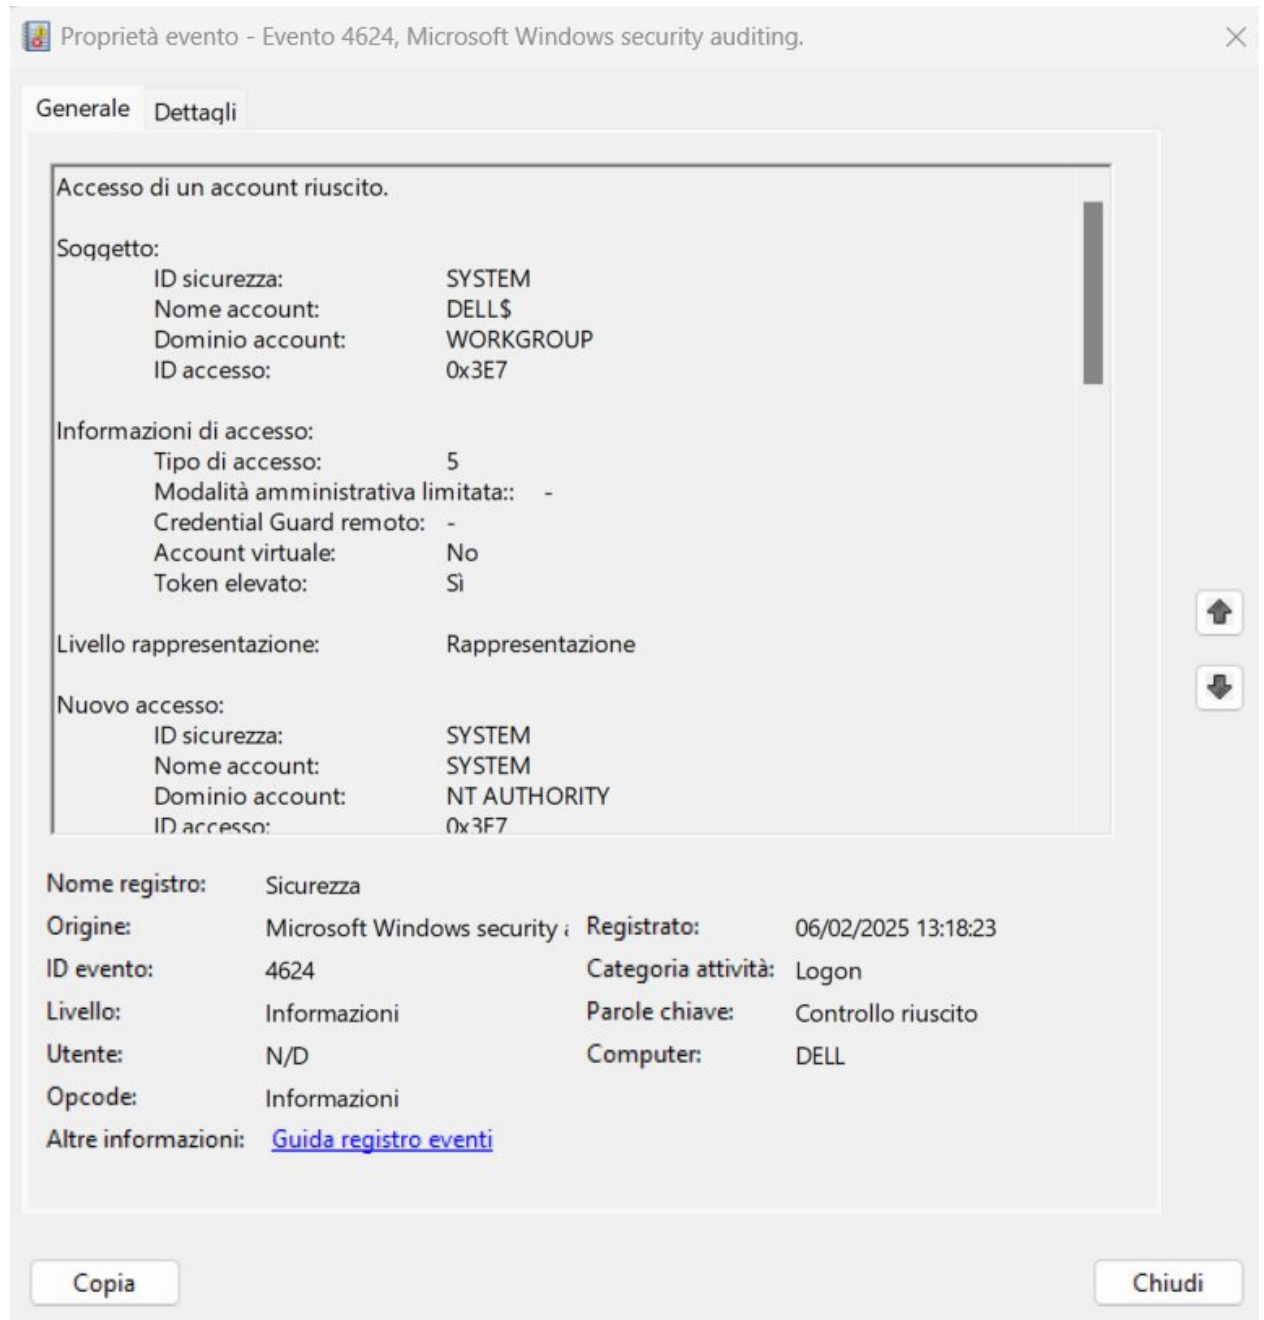 Proprietà evento - Evento 4624, Microsoft Windows security auditing.
Generale Dettagli
Accesso di un account riuscito.
Soggetto:
ID sicurezza: SYSTEM
Nome account: DELL$
Dominio account: WORKGROUP
ID accesso: 0x3E7
Informazioni di accesso:
Tipo di accesso: 5
Modalità amministrativa limitata:: -
Credential Guard remoto: -
Account virtuale: No
Token elevato: Sì
Livello rappresentazione: Rappresentazione
Nuovo accesso:
ID sicurezza: SYSTEM
Nome account: SYSTEM
Dominio account: NT AUTHORITY
ID accesso: 0x3E7
Nome registro: Sicurezza
Origine: Microsoft Windows security a Registrato: 06/02/2025 13:18:23
ID evento: 4624 Categoria attività: Logon
Livello: Informazioni Parole chiave: Controllo riuscito
Utente: N/D Computer: DELL
Opcode: Informazioni
Altre informazioni: Guida registro eventi
Copia Chiudi